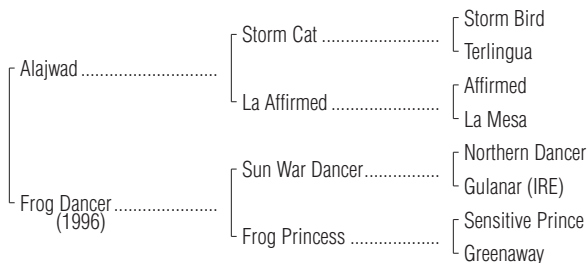 Storm Bird
Storm Cat ..............................
Terlingua
Alajwad ...................................
Affirmed
La Affirmed ............................
La Mesa
Northern Dancer
Sun War Dancer...................
Gulanar (IRE)
Frog Dancer ...........................
(1996)
Sensitive Prince
Frog Princess .......................
Greenaway